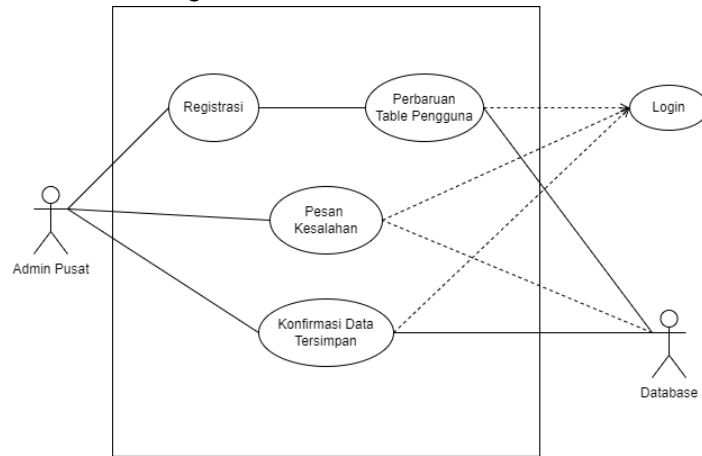 Registrasi
Perbaruan
Table Pengguna
Login
Pesan
Kesalahan
Admin Pusat
Konfirmasi Data
Tersimpan
Database